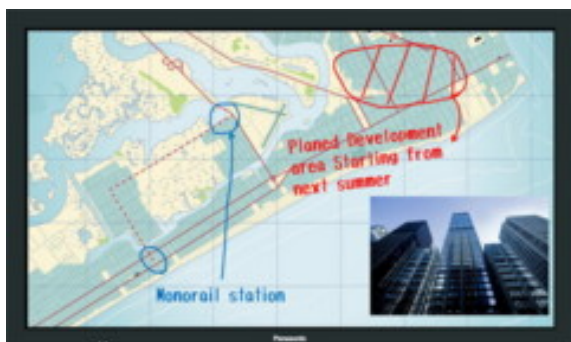 Planed Development
area Starting from
next summer
Monorail station
Panasonic